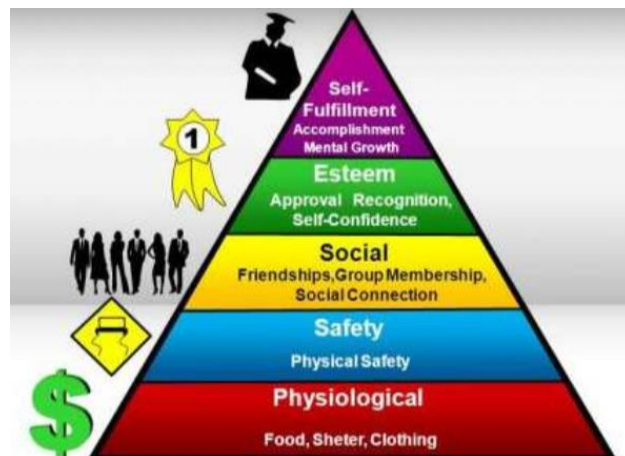 Self-
Fulfillment
Accomplishment
Mental Growth
1
Esteem
Approval Recognition,
Self-Confidence
Social
Friendships,Group Membership,
Social Connection
Safety
Physical Safety
$
Physiological
Food, Sheter, Clothing